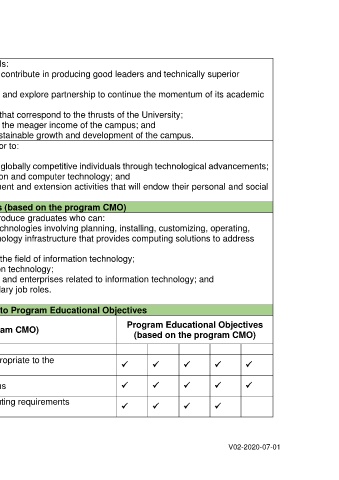 ls:
contribute in producing good leaders and technically superior
and explore partnership to continue the momentum of its academic
that correspond to the thrusts of the University;
the meager income of the campus; and
stainable growth and development of the campus.
or to:
globally competitive individuals through technological advancements;
on and computer technology; and
nent and extension activities that will endow their personal and social
s (based on the program CMO)
roduce graduates who can:
chnologies involving planning, installing, customizing, operating,
nology infrastructure that provides computing solutions to address
the field of information technology;
on technology;
and enterprises related to information technology; and
lary job roles.
to Program Educational Objectives
am CMO)
Program Educational Objectives
(based on the program CMO)
ropriate to the
✓ ✓ ✓ ✓ ✓
us
✓ ✓ ✓ ✓ ✓
uting requirements
✓ ✓ ✓ ✓
V02-2020-07-01